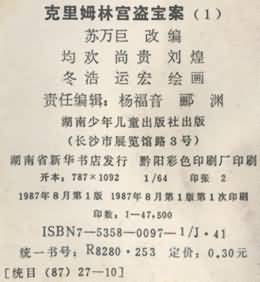 克里姆林宫盗宝案（1）
苏万巨 改编
均欢 尚贵 刘煌
冬浩 运宏 绘画
责任编辑：杨福音 郦渊
湖南少年儿童出版社出版
（长沙市展览馆路3号）
湖南省新华书店发行 黔阳彩色印刷厂印刷
开本：787×1092 1/64 印张 2
1987年8月第1版 1987年8月第1版第1次印刷
印数：1—47,500
ISBN7—5358—0097—1/J·41
统一书号：R8280·253 定价：0.30元
［统目（87）27—10］